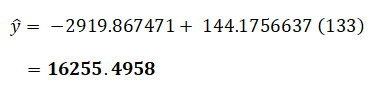 ŷ = −2919.867471 + 144.1756637 (133)
= 16255.4958